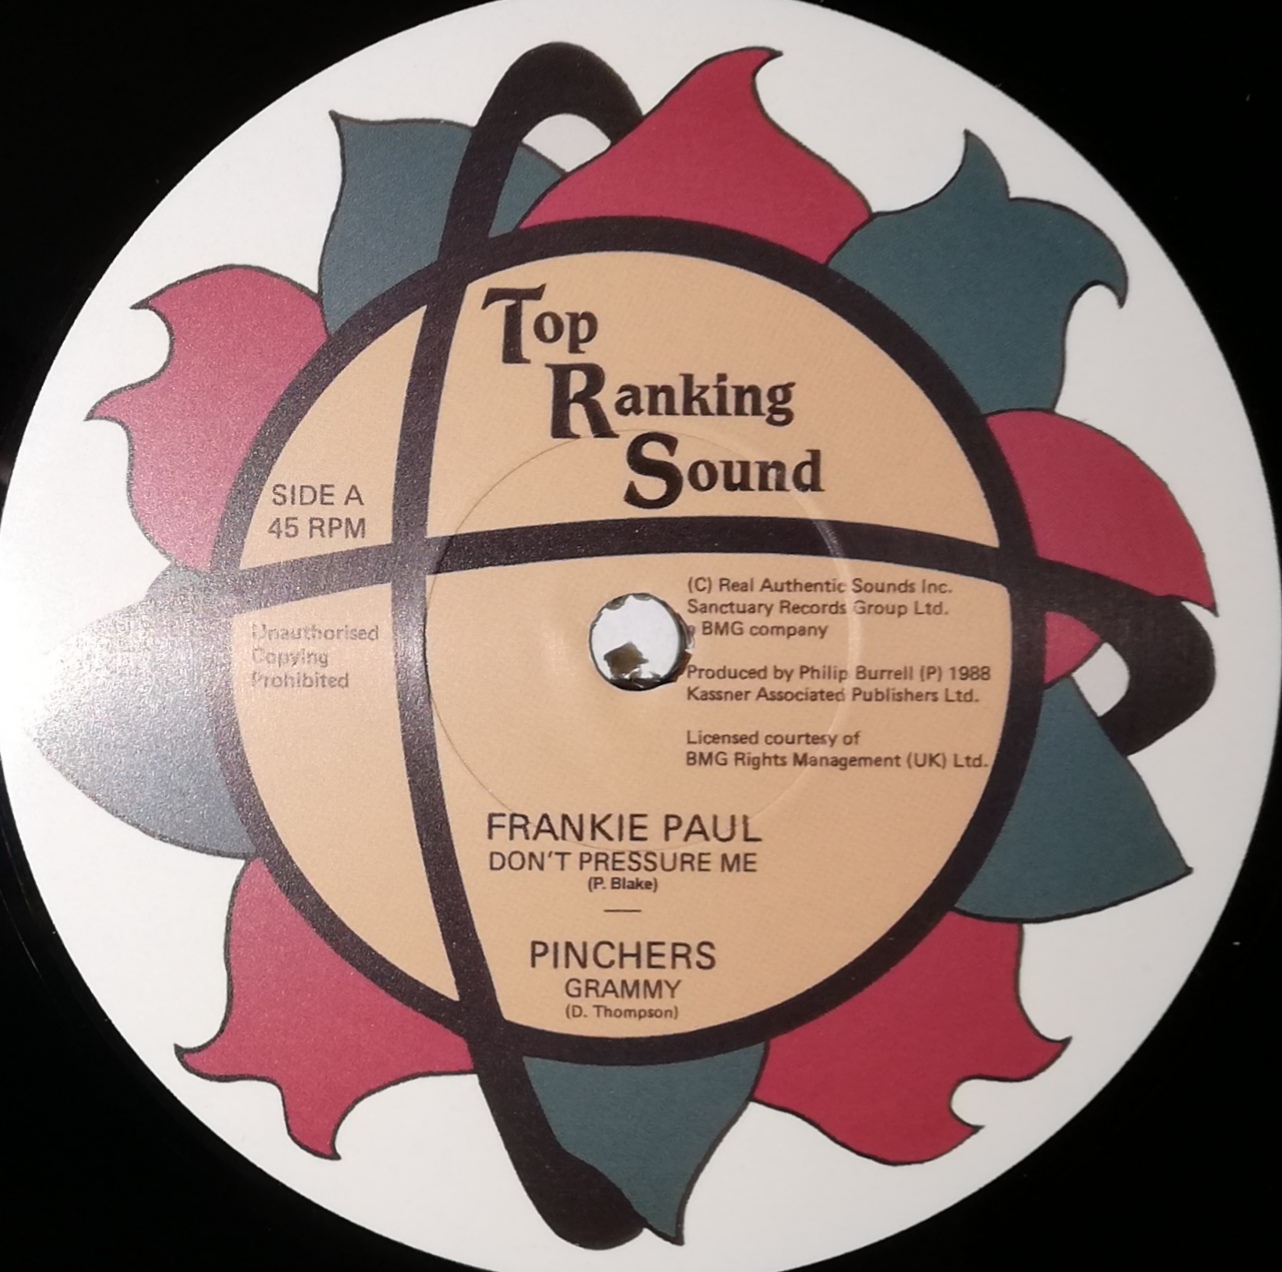 Top
Ranking
Sound
SIDE A
45 RPM
Unauthorised
Copying
Prohibited
(C) Real Authentic Sounds Inc.
Sanctuary Records Group Ltd.
a BMG company
Produced by Philip Burrell (P) 1988
Kassner Associated Publishers Ltd.
Licensed courtesy of
BMG Rights Management (UK) Ltd.
FRANKIE PAUL
DON'T PRESSURE ME
(P. Blake)
PINCHERS
GRAMMY
(D. Thompson)